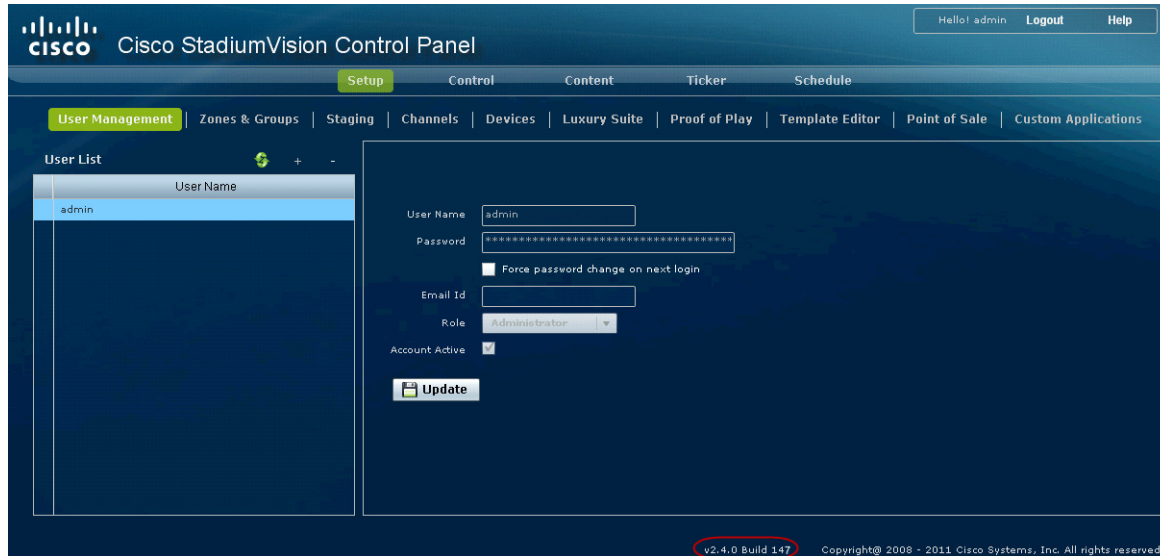 Hello! admin Logout Help
CISCO Cisco StadiumVision Control Panel
Setup Control Content Ticker Schedule
User Management | Zones & Groups | Staging | Channels | Devices | Luxury Suite | Proof of Play | Template Editor | Point of Sale | Custom Applications
User List + -
User Name
admin
User Name admin
Password *************************************
Force password change on next login
Email Id
Role Administrator
Account Active
Update
v2.4.0 Build 147 Copyright@ 2008 - 2011 Cisco Systems, Inc. All rights reserved